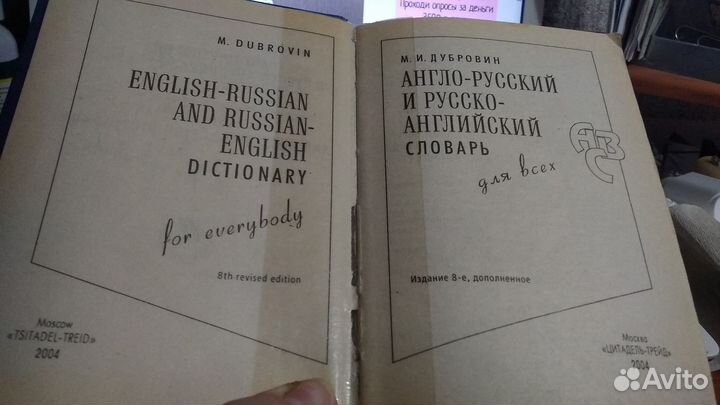 Проходи опросы за деньги
M. DUBROVIN
ENGLISH-RUSSIAN
AND RUSSIAN-
ENGLISH
DICTIONARY
for everybody
8th revised edition
Moscow
«TSITADEL-TREID»
2004
М. И. ДУБРОВИН
АНГЛО-РУССКИЙ
И РУССКО-
АНГЛИЙСКИЙ
СЛОВАРЬ
для всех
ABC
Издание 8-е, дополненное
Москва
«ЦИТАДЕЛЬ-ТРЕЙД»
2004
Avito